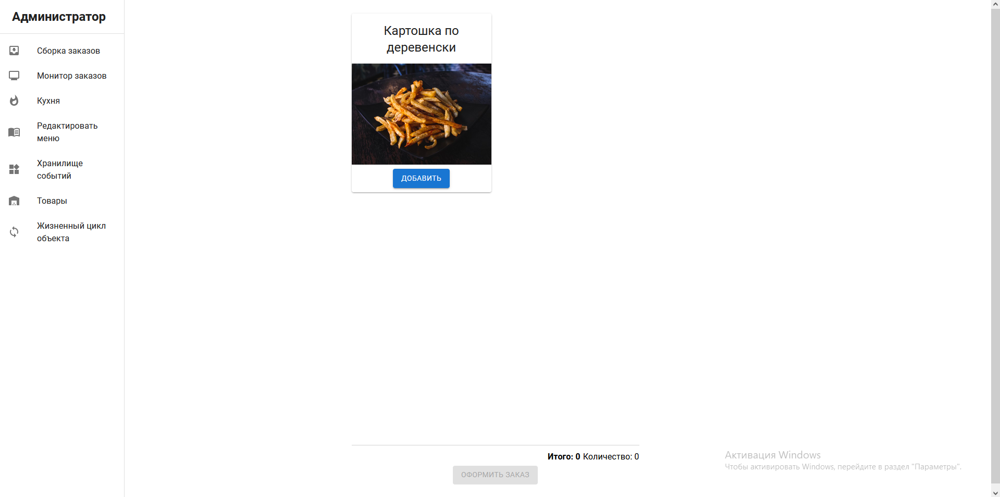 Администратор
Сборка заказов
Монитор заказов
Кухня
Редактировать
меню
Хранилище
событий
Товары
Жизненный цикл
объекта
Картошка по
деревенски
ДОБАВИТЬ
Итого: 0 Количество: 0
ОФОРМИТЬ ЗАКАЗ
Активация Windows
Чтобы активировать Windows, перейдите в раздел "Параметры".